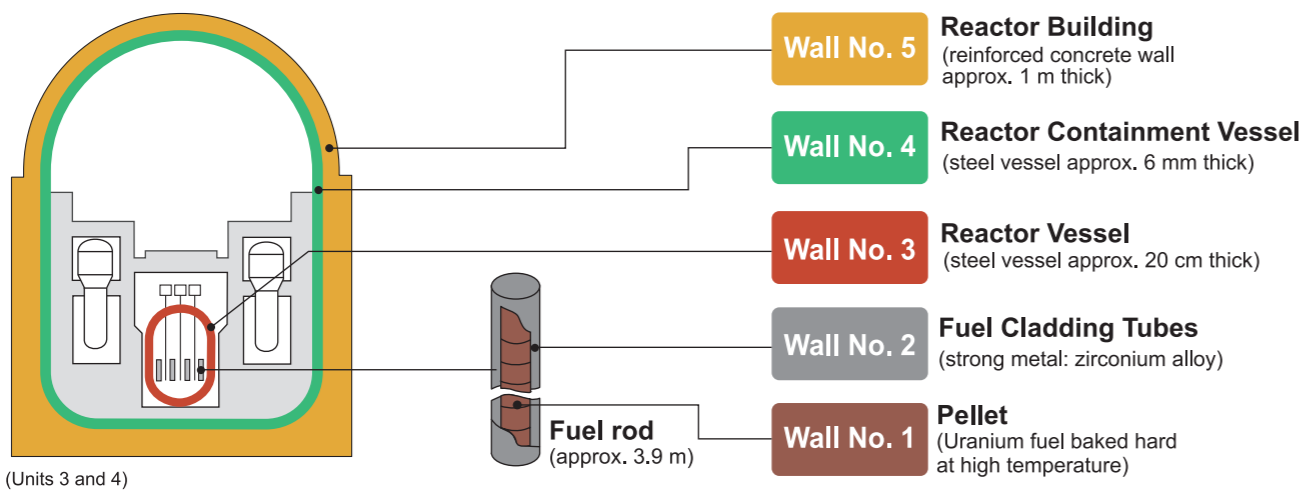 Wall No. 5
Reactor Building
(reinforced concrete wall
approx. 1 m thick)
Wall No. 4
Reactor Containment Vessel
(steel vessel approx. 6 mm thick)
Wall No. 3
Reactor Vessel
(steel vessel approx. 20 cm thick)
Wall No. 2
Fuel Cladding Tubes
(strong metal: zirconium alloy)
Wall No. 1
Pellet
(Uranium fuel baked hard
at high temperature)
Fuel rod
(approx. 3.9 m)
(Units 3 and 4)